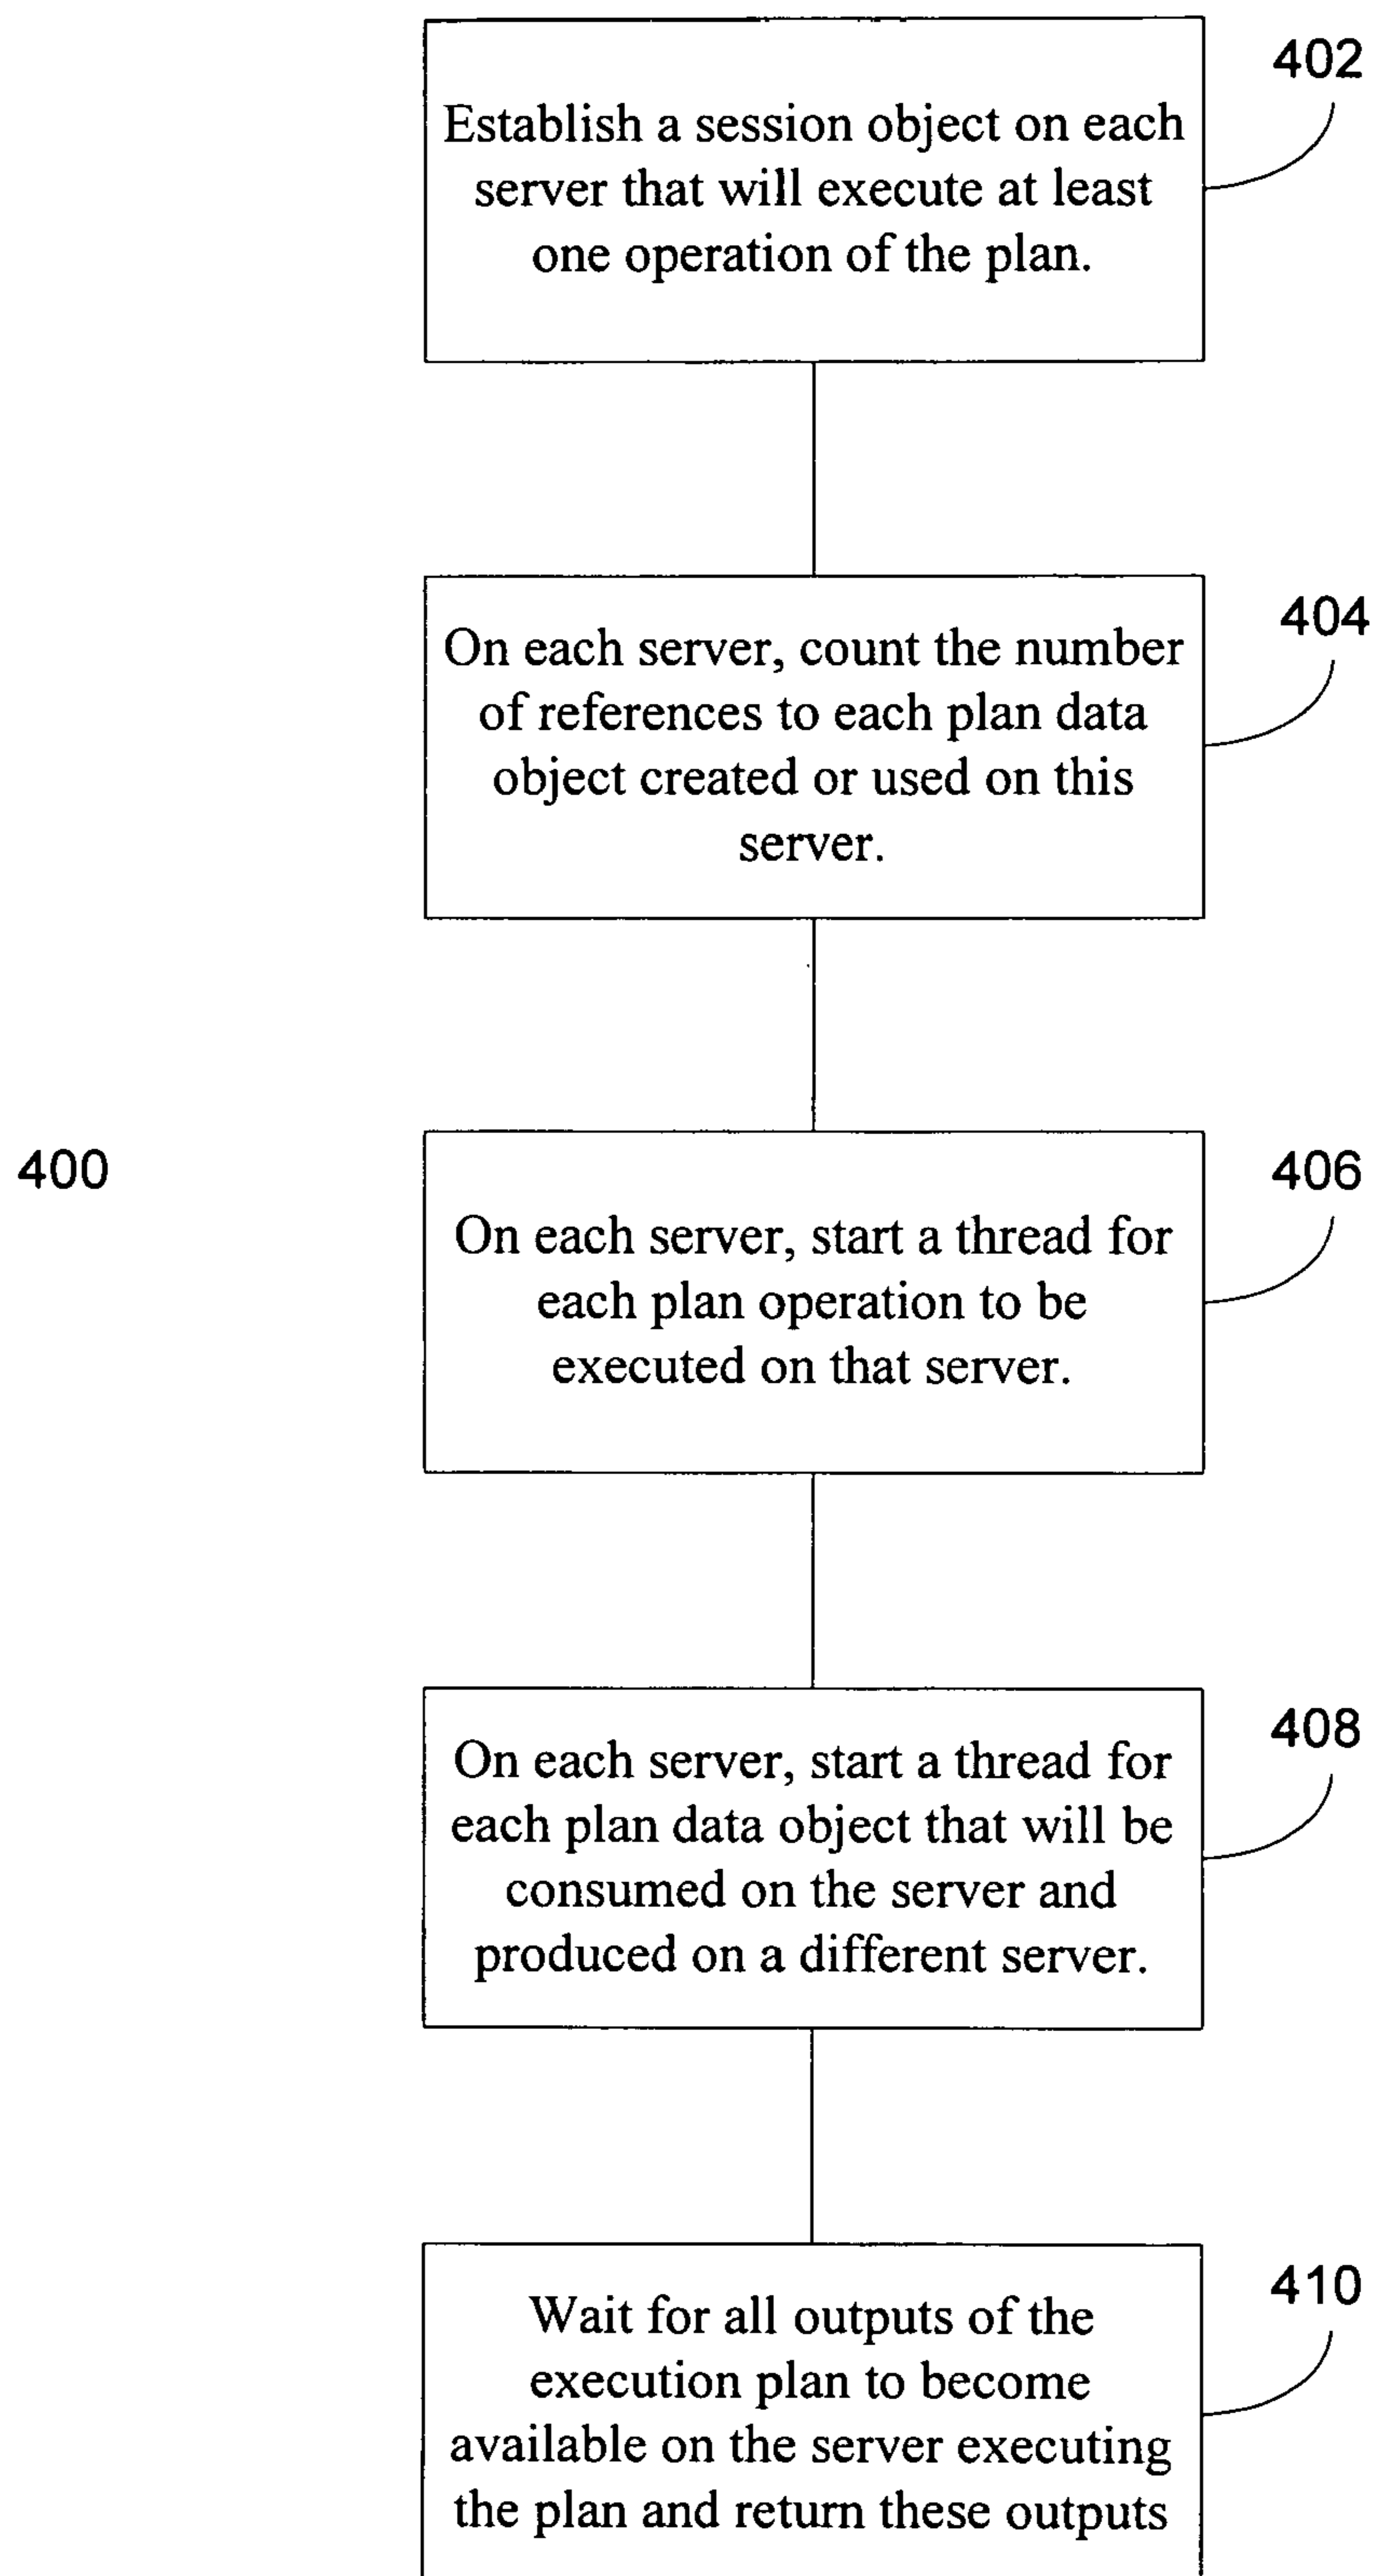 402
Establish a session object on each
server that will execute at least
one operation of the plan.
404
On each server, count the number
of references to each plan data
object created or used on this
server.
400
406
On each server, start a thread for
each plan operation to be
executed on that server.
408
On each server, start a thread for
each plan data object that will be
consumed on the server and
produced on a different server.
410
Wait for all outputs of the
execution plan to become
available on the server executing
the plan and return these outputs